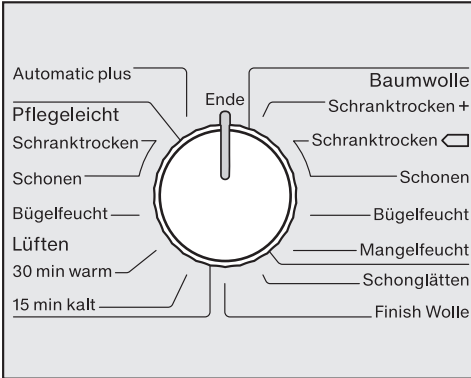 Ende
Automatic plus
Pflegeleicht
Schranktrocken
Schonen
Bügelfeucht
Lüften
30 min warm
15 min kalt
Baumwolle
Schranktrocken +
Schranktrocken
Schonen
Bügelfeucht
Mangelfeucht
Schonglätten
Finish Wolle